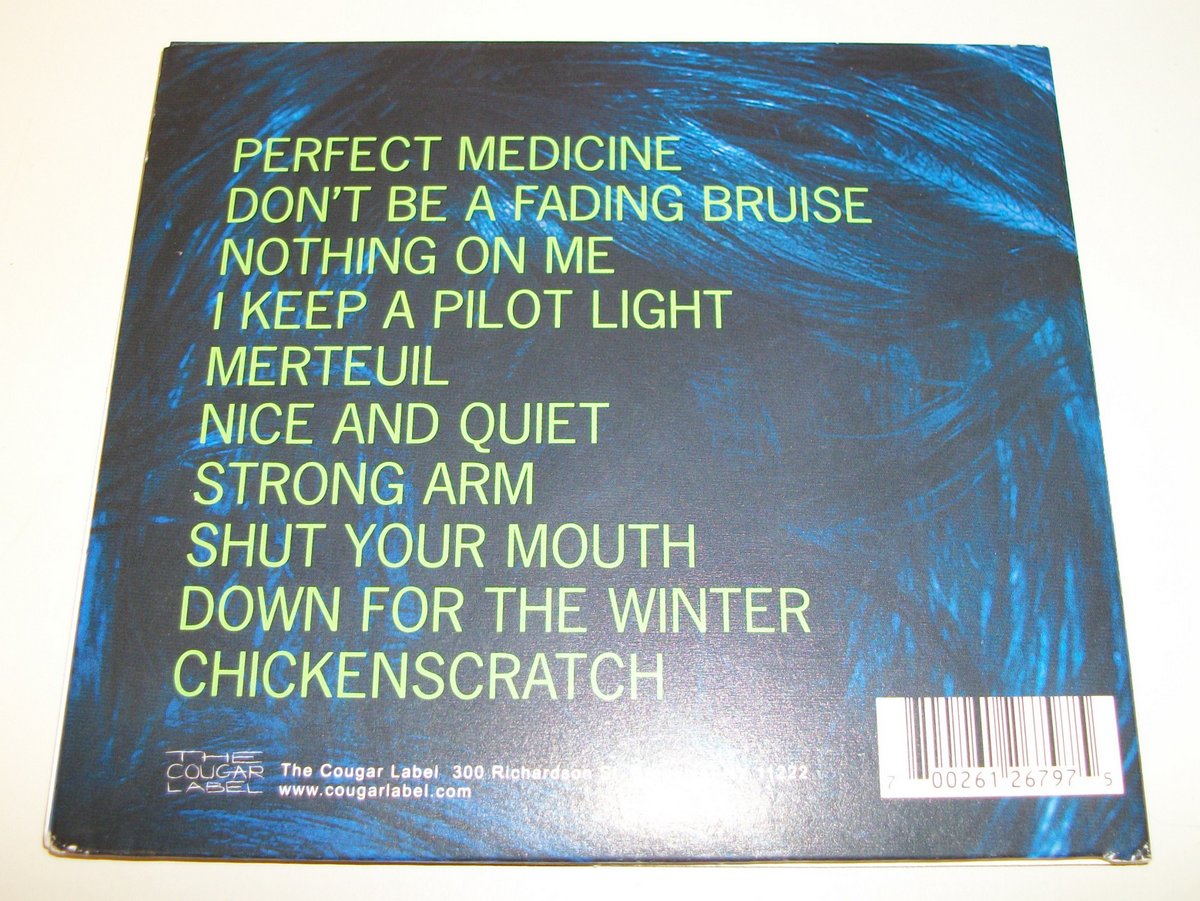 PERFECT MEDICINE
DON'T BE A FADING BRUISE
NOTHING ON ME
I KEEP A PILOT LIGHT
MERTEUIL
NICE AND QUIET
STRONG ARM
SHUT YOUR MOUTH
DOWN FOR THE WINTER
CHICKENSCRATCH
THE
COUGAR
LABEL
The Cougar Label 300 Richardson St 11222
www.cougarlabel.com
7 00261 26797 5